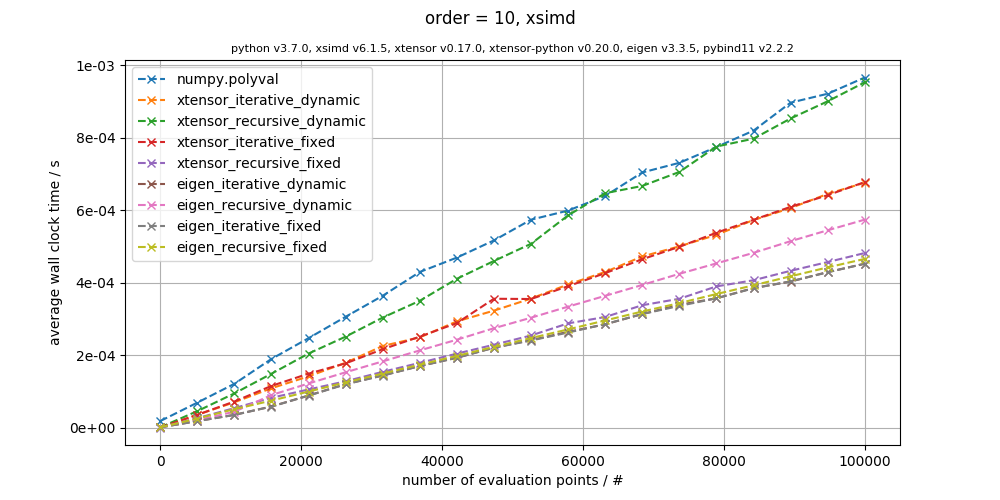 order = 10, xsimd
python v3.7.0, xsimd v6.1.5, xtensor v0.17.0, xtensor-python v0.20.0, eigen v3.3.5, pybind11 v2.2.2
1e-03
8e-04
6e-04
4e-04
2e-04
0e+00
average wall clock time / s
numpy.polyval
xtensor_iterative_dynamic
xtensor_recursive_dynamic
xtensor_iterative_fixed
xtensor_recursive_fixed
eigen_iterative_dynamic
eigen_recursive_dynamic
eigen_iterative_fixed
eigen_recursive_fixed
0 20000 40000 60000 80000 100000
number of evaluation points / #